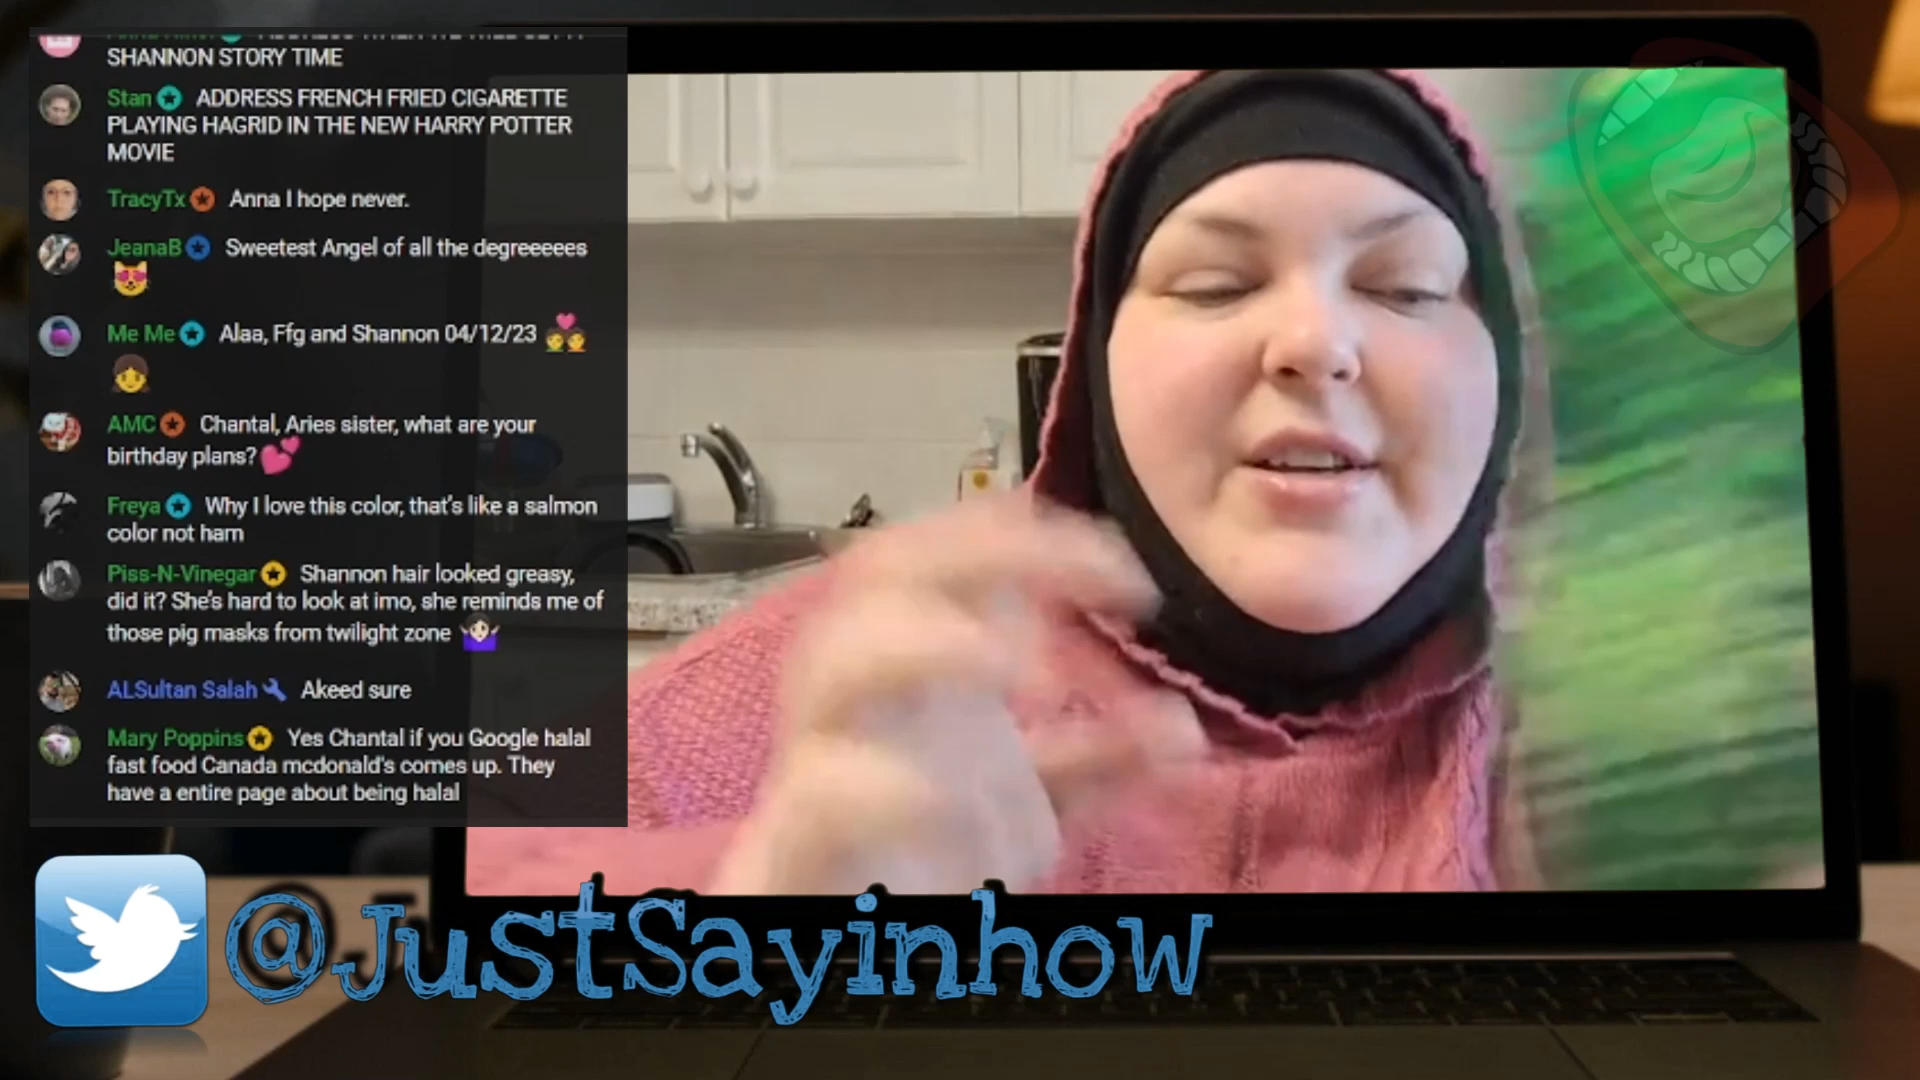 SHANNON STORY TIME
Stan ADDRESS FRENCH FRIED CIGARETTE
PLAYING HAGRID IN THE NEW HARRY POTTER
MOVIE
TracyTx Anna I hope never.
JeanaB Sweetest Angel of all the degreeeees
Me Me Alaa, Ffg and Shannon 04/12/23
AMC Chantal, Aries sister, what are your
birthday plans?
Freya Why I love this color, that's like a salmon
color not ham
Piss-N-Vinegar Shannon hair looked greasy,
did it? She's hard to look at imo, she reminds me of
those pig masks from twilight zone
ALSultan Salah Akeed sure
Mary Poppins Yes Chantal if you Google halal
fast food Canada mcdonald's comes up. They
have a entire page about being halal
@JustSayinhow